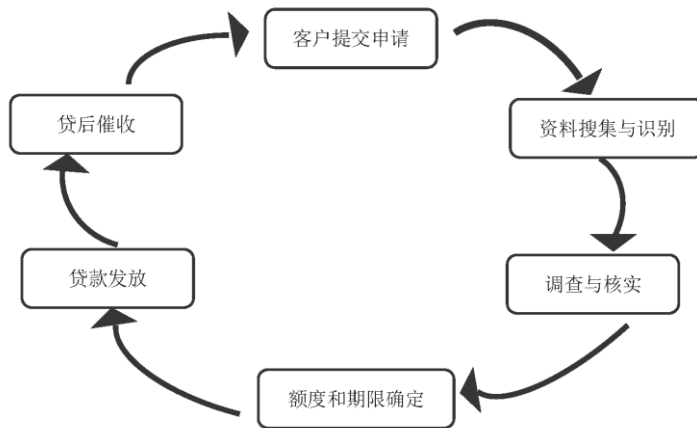 客户提交申请
资料搜集与识别
调查与核实
额度和期限确定
贷款发放
贷后催收